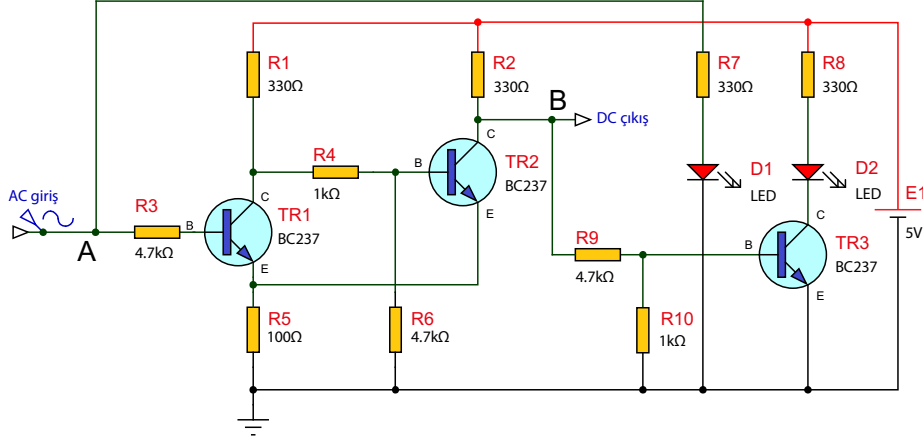 R1
330Ω
R2
330Ω
R7
330Ω
R8
330Ω
B
DC çıkış
C
R4
1kΩ
B
TR2
BC237
E
D1
LED
D2
LED
E1
5V
AC giriş
A
R3
4.7kΩ
B
C
TR1
BC237
E
C
R9
4.7kΩ
B
TR3
BC237
E
R5
100Ω
R6
4.7kΩ
R10
1kΩ